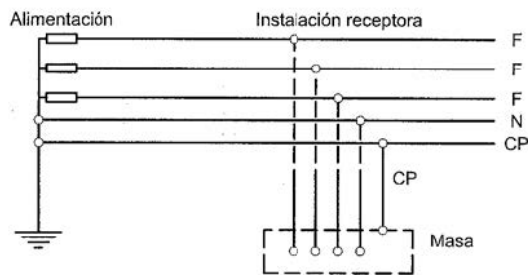 Alimentación
Instalación receptora
F
F
F
N
CP
CP
Masa